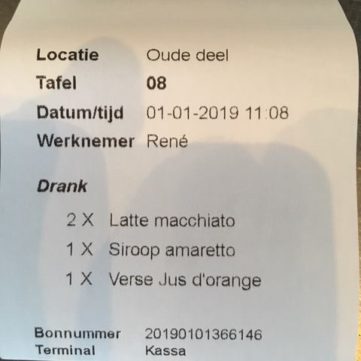 Locatie Oude deel
Tafel 08
Datum/tijd 01-01-2019 11:08
Werknemer René
Drank
2 X Latte macchiato
1 X Siroop amaretto
1 X Verse Jus d'orange
Bonnummer 20190101366146
Terminal Kassa